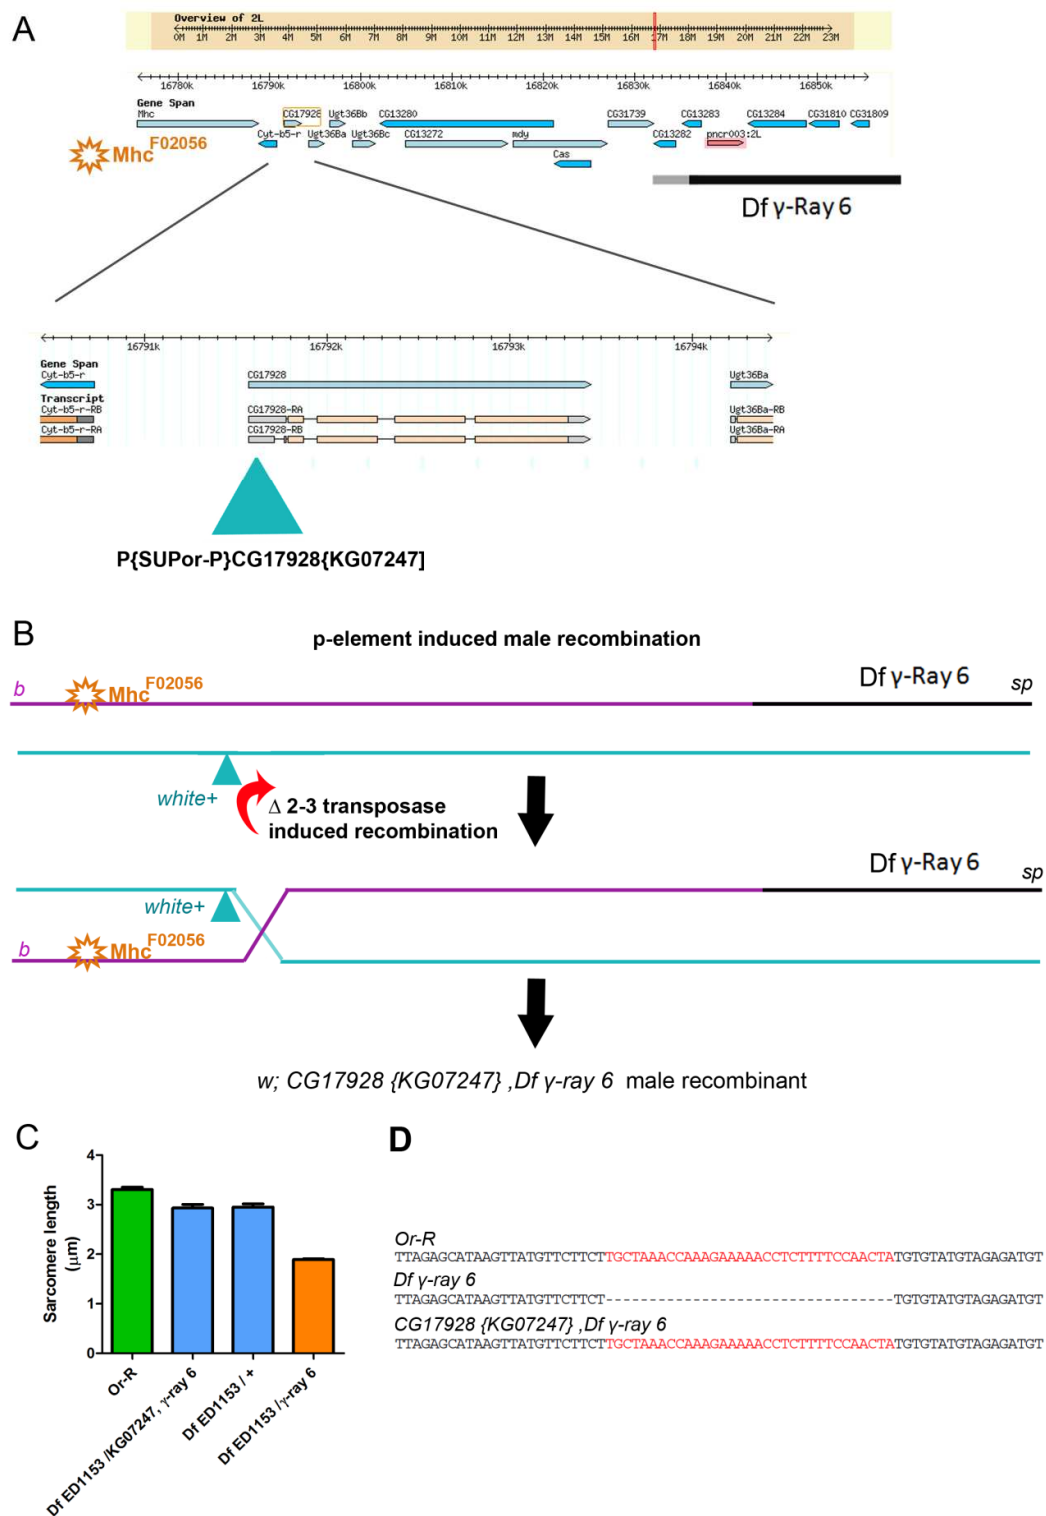 A
Overview of 2L
0M 1M 2M 3M 4M 5M 6M 7M 8M 9M 10M 11M 12M 13M 14M 15M 16M 17M 18M 19M 20M 21M 22M 23M
16780k 16790k 16800k 16810k 16820k 16830k 16840k 16850k
Gene Span
Mhc CG17928 Ugt36Bb CG13280 CG31739 CG13283 CG13284 CG31810 CG31809
Cyt-b5-r Ugt36Ba Ugt36Bc CG13272 mdy CG13282 pncr003:2L
Cas
Mhc F02056
Df γ-Ray 6
16791k 16792k 16793k 16794k
Gene Span
Cyt-b5-r CG17928 Ugt36Ba
Transcript
Cyt-b5-r-RB CG17928-RA Ugt36Ba-RB
Cyt-b5-r-RA CG17928-RB Ugt36Ba-RA
P{SUPor-P}CG17928{KG07247]
B
p-element induced male recombination
b Mhc F02056 Df γ-Ray 6 sp
white+
Δ 2-3 transposase
induced recombination
Df γ-Ray 6 sp
white+
b Mhc F02056
w; CG17928 {KG07247} ,Df γ-ray 6 male recombinant
C
Sarcomere length
(μm)
4
3
2
1
0
Or-R
Df ED1153 /KG07247, γ-ray 6
Df ED1153 / +
Df ED1153 /γ-ray 6
D
Or-R
TTAGAGCATAAGTTATGTTCTTCTTGCTAAACCAAAGAAAAACCTCTTTTCCAACTATGTGTATGTAGAGATGT
Df γ-ray 6
TTAGAGCATAAGTTATGTTCTTCT---------------------------------TGTGTATGTAGAGATGT
CG17928 {KG07247} ,Df γ-ray 6
TTAGAGCATAAGTTATGTTCTTCTTGCTAAACCAAAGAAAAACCTCTTTTCCAACTATGTGTATGTAGAGATGT